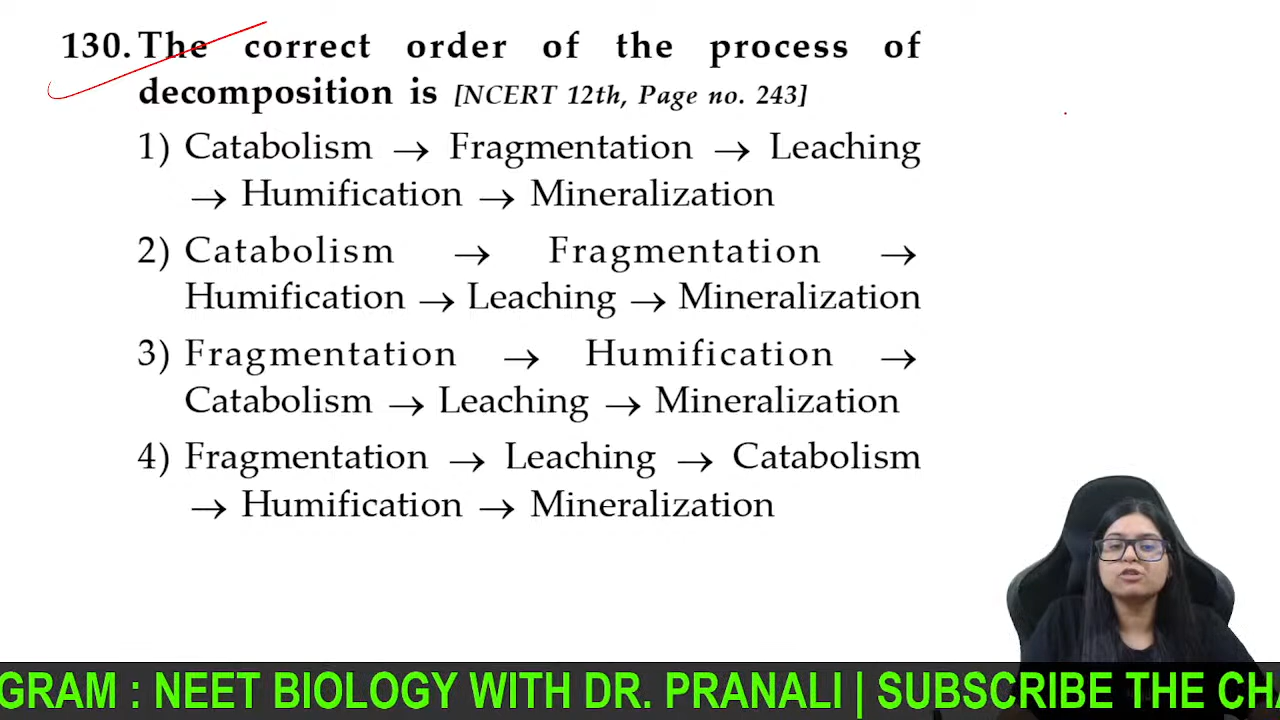 130. The correct order of the process of
decomposition is [NCERT 12th, Page no. 243]
1) Catabolism → Fragmentation → Leaching
→ Humification → Mineralization
2) Catabolism → Fragmentation →
Humification → Leaching → Mineralization
3) Fragmentation → Humification →
Catabolism → Leaching → Mineralization
4) Fragmentation → Leaching → Catabolism
→ Humification → Mineralization
GRAM : NEET BIOLOGY WITH DR. PRANALI | SUBSCRIBE THE CHA